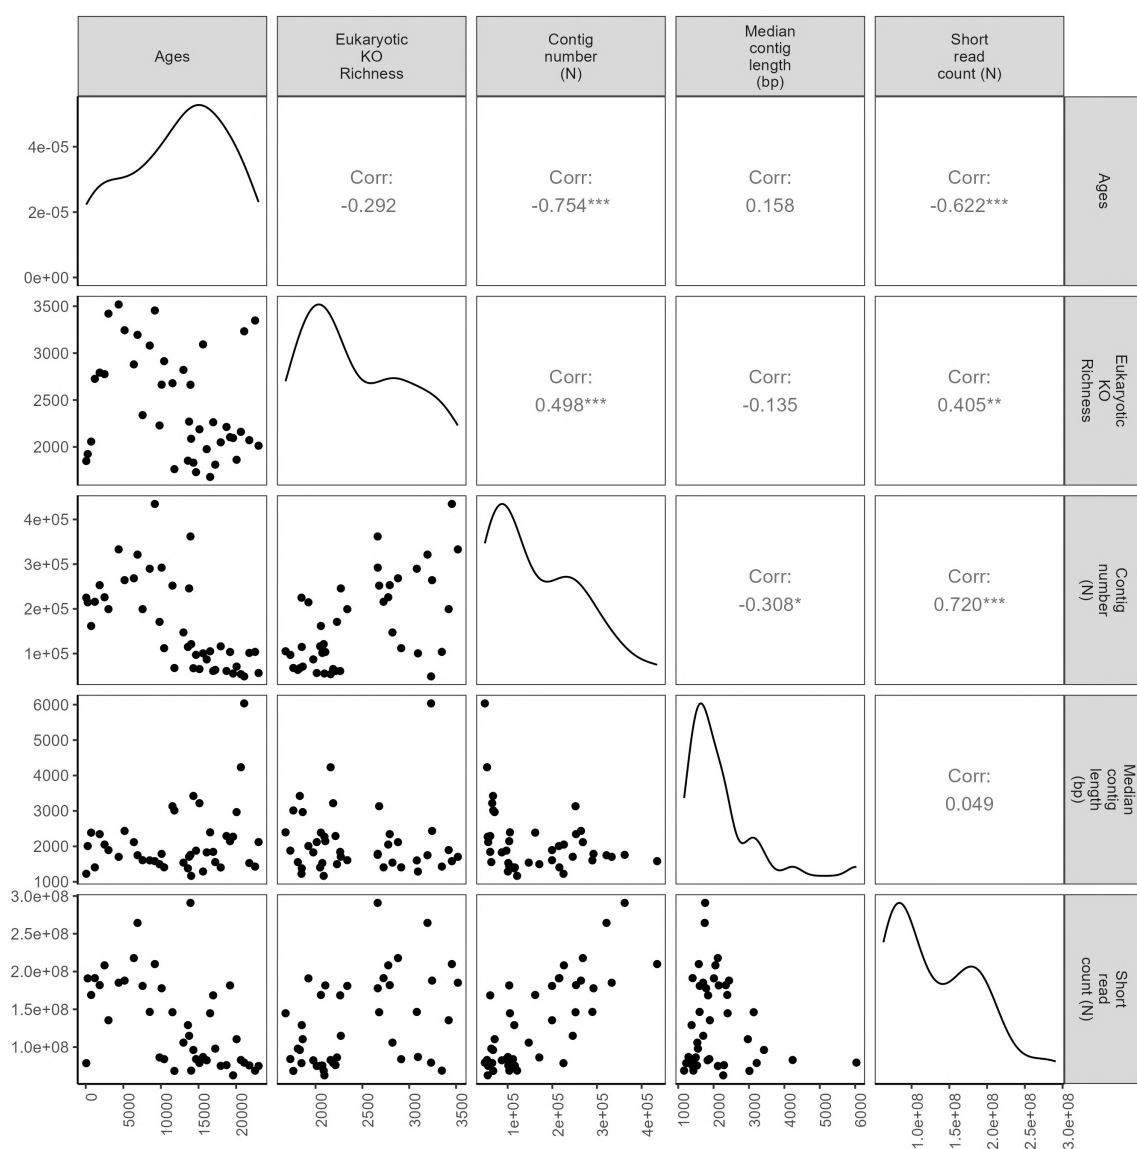 Ages
Eukaryotic
KO
Richness
Contig
number
(N)
Median
contig
length
(bp)
Short
read
count (N)
4e-05
2e-05
0e+00
Corr:
-0.292
Corr:
-0.754***
Corr:
0.158
Corr:
-0.622***
Ages
3500
3000
2500
2000
Corr:
0.498***
Corr:
-0.135
Corr:
0.405**
Eukaryotic
KO
Richness
4e+05
3e+05
2e+05
1e+05
Corr:
-0.308*
Corr:
0.720***
Contig
number
(N)
6000
5000
4000
3000
2000
1000
Corr:
0.049
Median
contig
length
(bp)
3.0e+08
2.5e+08
2.0e+08
1.5e+08
1.0e+08
Short
read
count (N)
0
5000
10000
15000
20000
2000
2500
3000
3500
1e+05
2e+05
3e+05
4e+05
1000
2000
3000
4000
5000
6000
1.0e+08
1.5e+08
2.0e+08
2.5e+08
3.0e+08